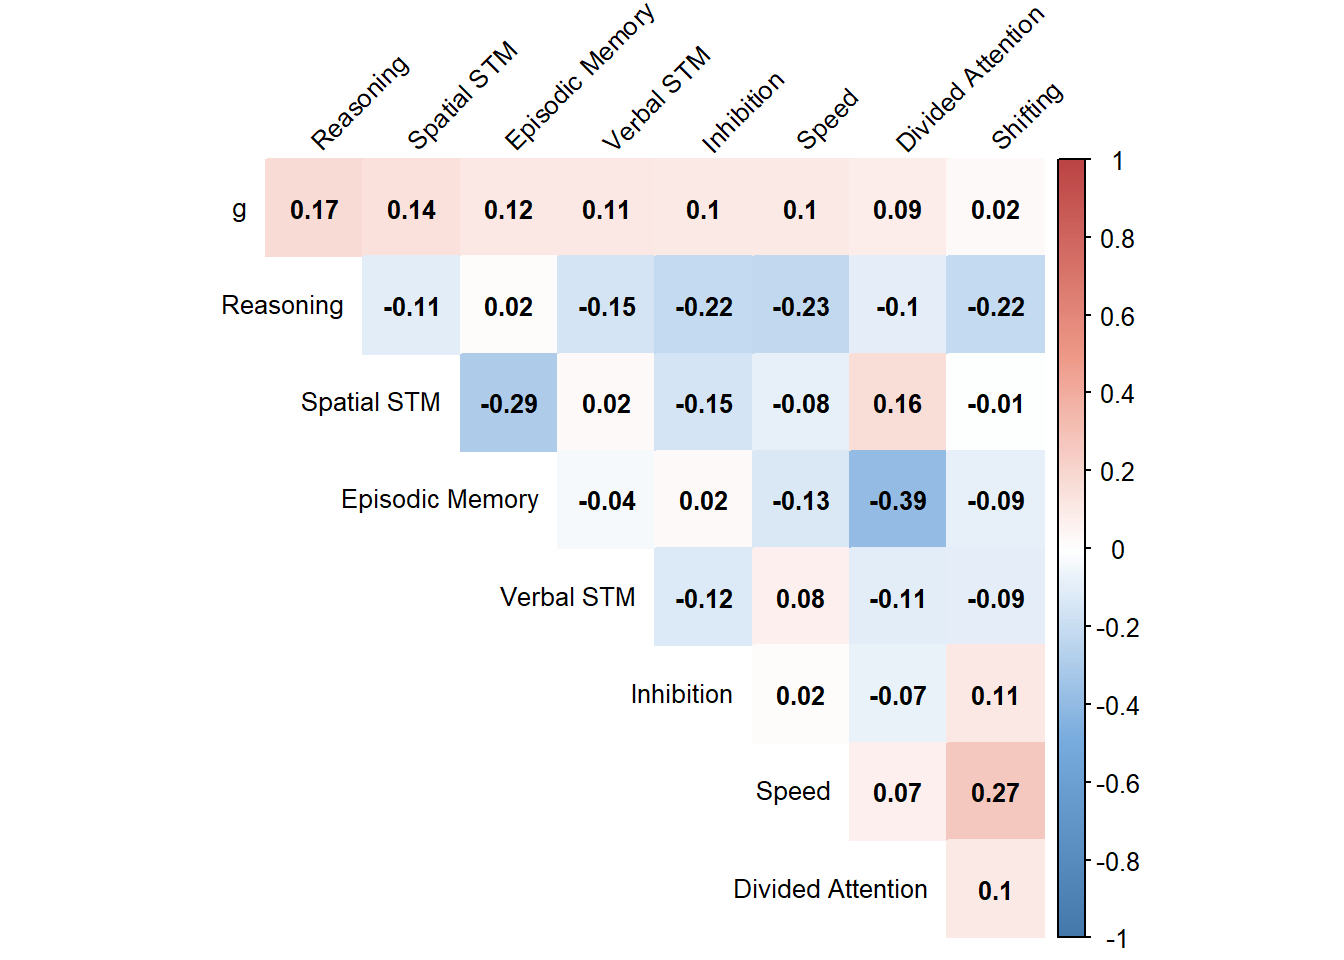 Reasoning
Spatial STM
Episodic Memory
Verbal STM
Inhibition
Speed
Divided Attention
Shifting
g 0.17 0.14 0.12 0.11 0.1 0.1 0.09 0.02
Reasoning -0.11 0.02 -0.15 -0.22 -0.23 -0.1 -0.22
Spatial STM -0.29 0.02 -0.15 -0.08 0.16 -0.01
Episodic Memory -0.04 0.02 -0.13 -0.39 -0.09
Verbal STM -0.12 0.08 -0.11 -0.09
Inhibition 0.02 -0.07 0.11
Speed 0.07 0.27
Divided Attention 0.1
1
0.8
0.6
0.4
0.2
0
-0.2
-0.4
-0.6
-0.8
-1